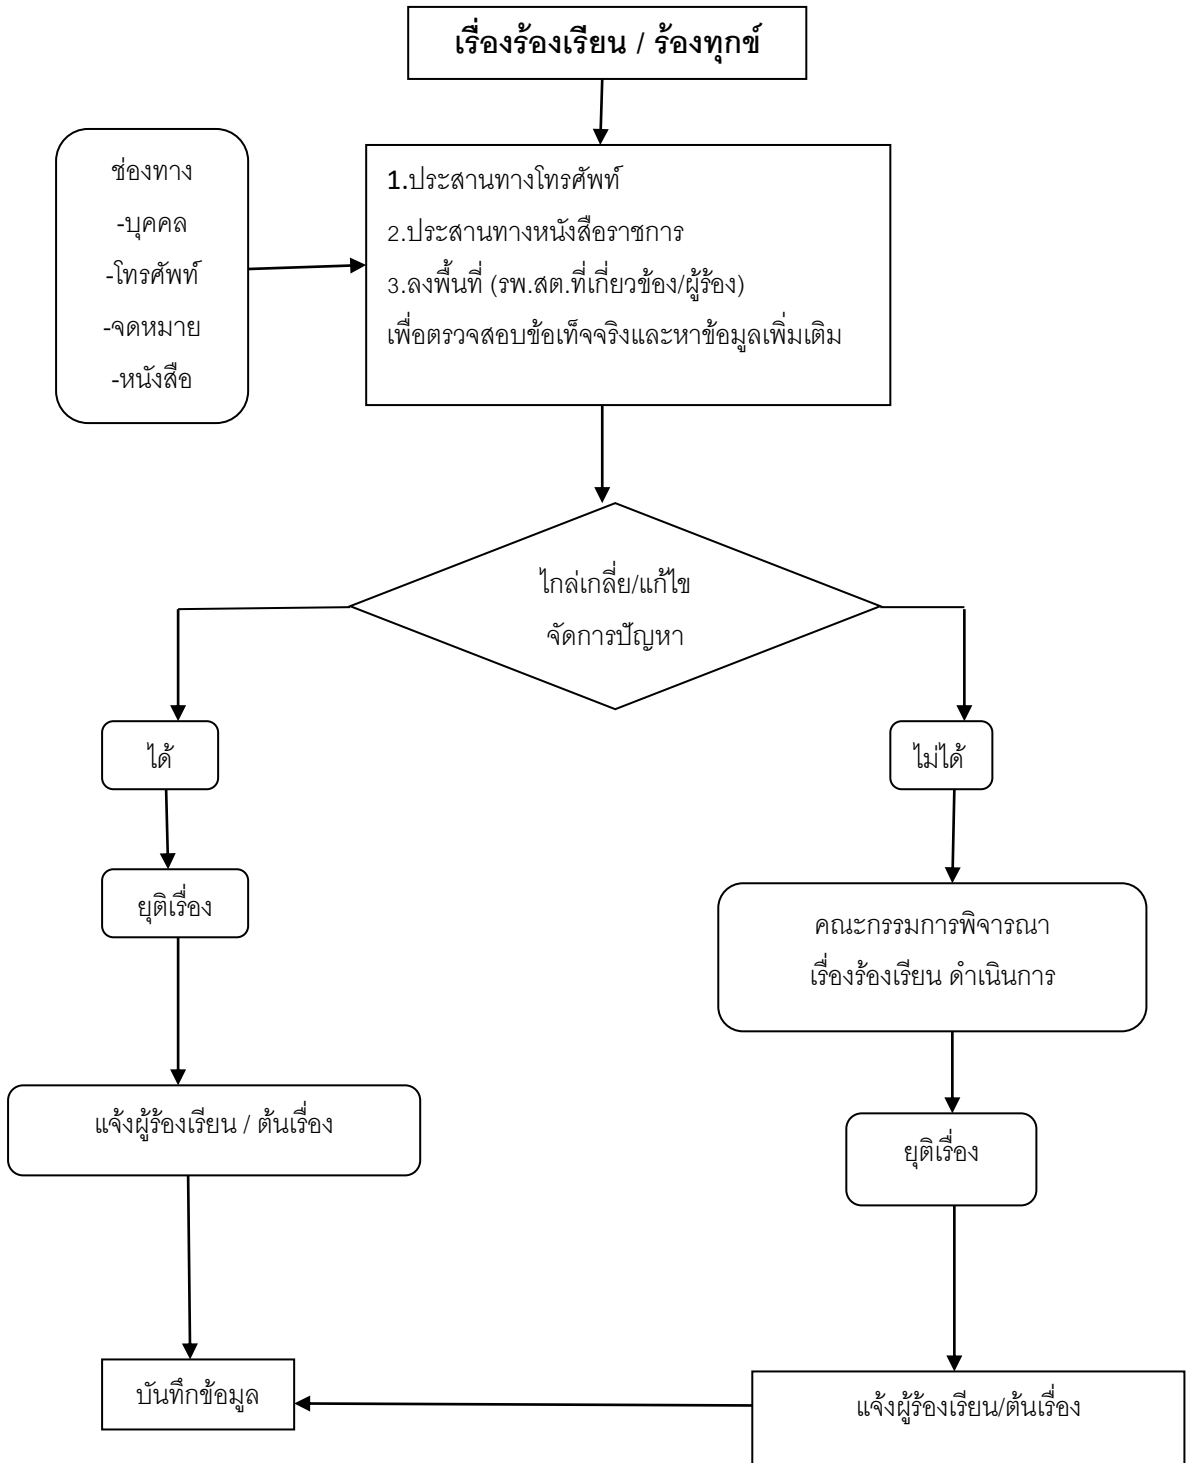 เรื่องร้องเรียน / ร้องทุกข์
ช่องทาง
-บุคคล
-โทรศัพท์
-จดหมาย
-หนังสือ
1.ประสานทางโทรศัพท์
2.ประสานทางหนังสือราชการ
3.ลงพื้นที่ (รพ.สต.ที่เกี่ยวข้อง/ผู้ร้อง)
เพื่อตรวจสอบข้อเท็จจริงและหาข้อมูลเพิ่มเติม
ไกล่เกลี่ย/แก้ไข
จัดการปัญหา
ได้
ไม่ได้
ยุติเรื่อง
คณะกรรมการพิจารณา
เรื่องร้องเรียน ดำเนินการ
แจ้งผู้ร้องเรียน / ต้นเรื่อง
ยุติเรื่อง
บันทึกข้อมูล
แจ้งผู้ร้องเรียน/ต้นเรื่อง